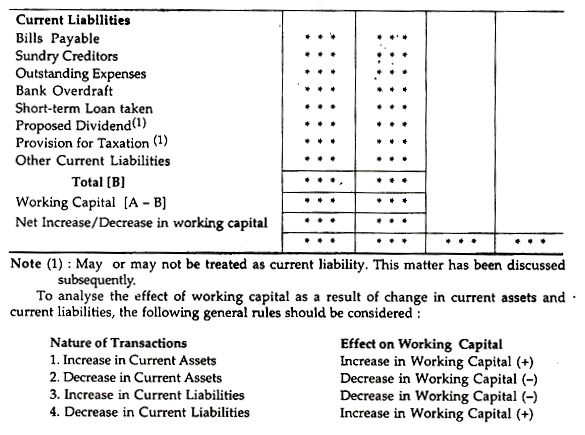 Current Liabilities
Bills Payable * * * * * *
Sundry Creditors * * * * * *
Outstanding Expenses * * * * * *
Bank Overdraft * * * * * *
Short-term Loan taken * * * * * *
Proposed Dividend(1) * * * * * *
Provision for Taxation (1) * * * * * *
Other Current Liabilities * * * * * *
Total [B] * * * * * *
Working Capital [A – B] * * * * * *
Net Increase/Decrease in working capital * * * * * *
* * * * * * * * * * * *
Note (1) : May or may not be treated as current liability. This matter has been discussed
subsequently.
To analyse the effect of working capital as a result of change in current assets and
current liabilities, the following general rules should be considered :
Nature of Transactions Effect on Working Capital
1. Increase in Current Assets Increase in Working Capital (+)
2. Decrease in Current Assets Decrease in Working Capital (–)
3. Increase in Current Liabilities Decrease in Working Capital (–)
4. Decrease in Current Liabilities Increase in Working Capital (+)